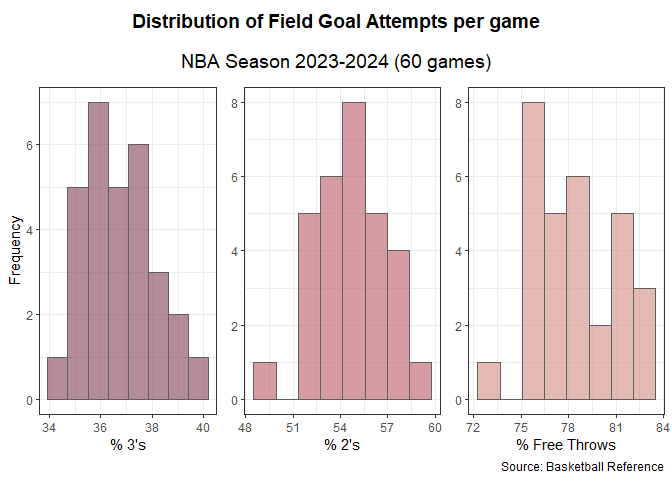 Distribution of Field Goal Attempts per game
NBA Season 2023-2024 (60 games)
Frequency
6
4
2
0
34 36 38 40
% 3's
8
6
4
2
0
48 51 54 57 60
% 2's
8
6
4
2
0
72 75 78 81 84
% Free Throws
Source: Basketball Reference